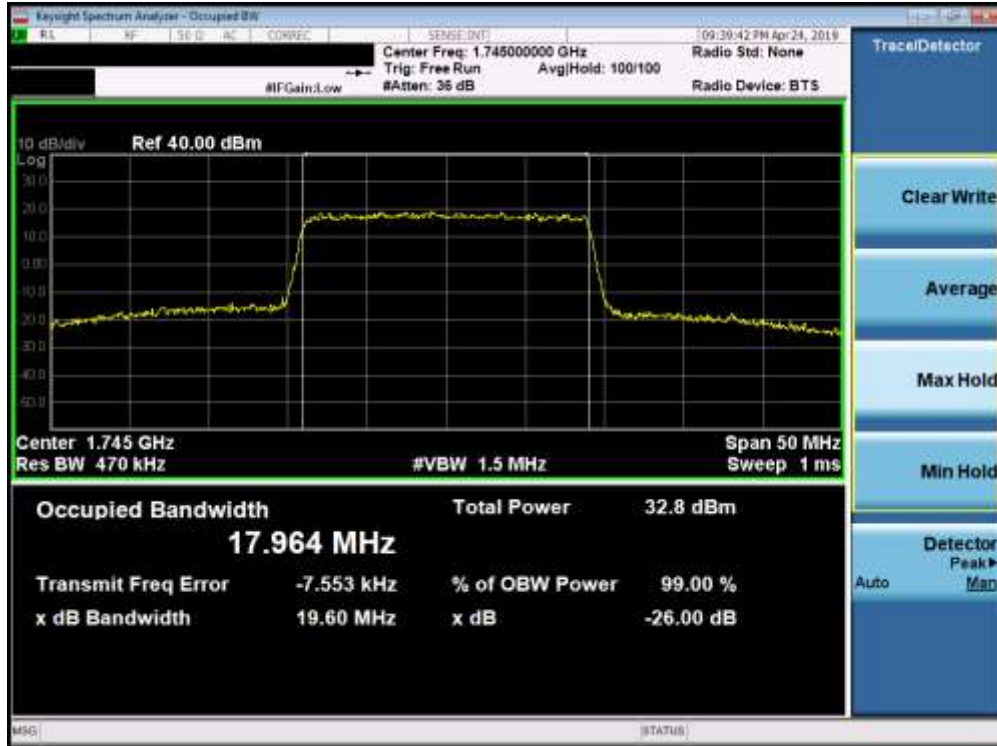 Keysight Spectrum Analyzer - Occupied BW
RL RF 50 Ω AC CORREC SENSE:INT 09:39:42 PM Apr 24, 2019
Center Freq: 1.745000000 GHz Radio Std: None
Trig: Free Run Avg|Hold: 100/100
#IFGain:Low #Atten: 36 dB Radio Device: BTS
10 dB/div Ref 40.00 dBm
Log
30.0
20.0
10.0
0.00
-10.0
-20.0
-30.0
-40.0
-50.0
Center 1.745 GHz Span 50 MHz
Res BW 470 kHz #VBW 1.5 MHz Sweep 1 ms
Occupied Bandwidth Total Power 32.8 dBm
17.964 MHz
Transmit Freq Error -7.553 kHz % of OBW Power 99.00 %
x dB Bandwidth 19.60 MHz x dB -26.00 dB
MSG STATUS
Trace/Detector
Clear Write
Average
Max Hold
Min Hold
Detector
Peak▶
Auto Man